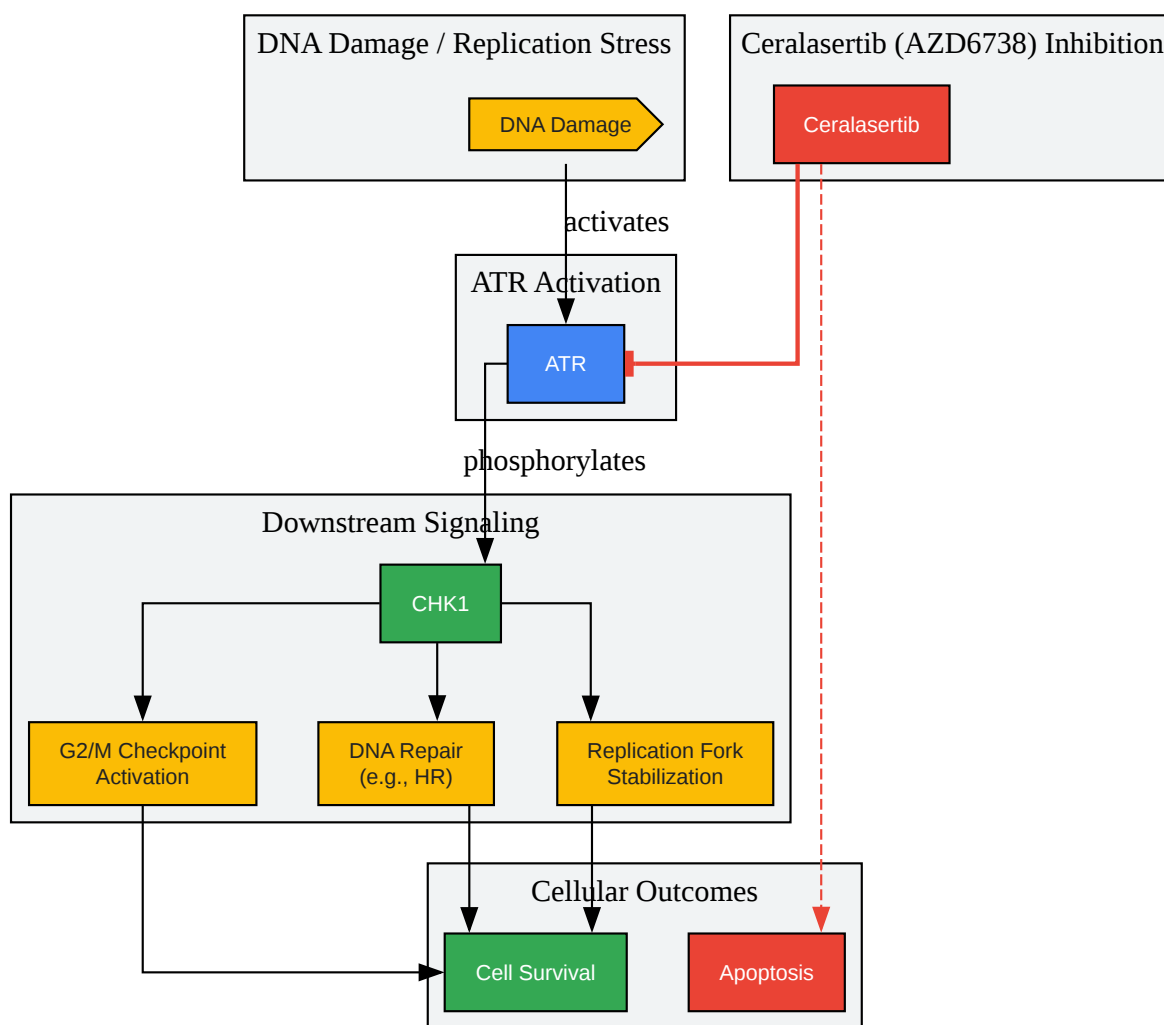 DNA Damage / Replication Stress
Ceralasertib (AZD6738) Inhibition
DNA Damage
Ceralasertib
activates
ATR Activation
ATR
phosphorylates
Downstream Signaling
CHK1
G2/M Checkpoint
Activation
DNA Repair
(e.g., HR)
Replication Fork
Stabilization
Cellular Outcomes
Cell Survival
Apoptosis